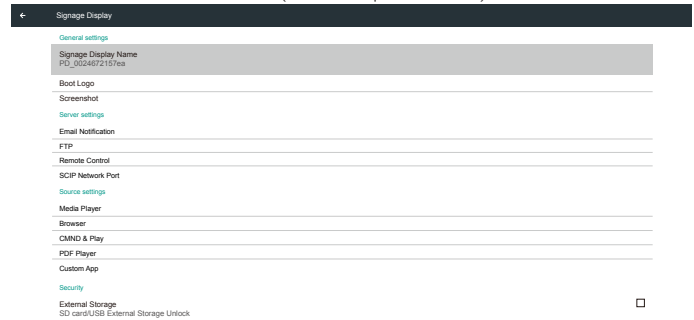 Signage Display
General settings
Signage Display Name
PD_0024672157ea
Boot Logo
Screenshot
Server settings
Email Notification
FTP
Remote Control
SCIP Network Port
Source settings
Media Player
Browser
CMND & Play
PDF Player
Custom App
Security
External Storage
SD card/USB External Storage Unlock